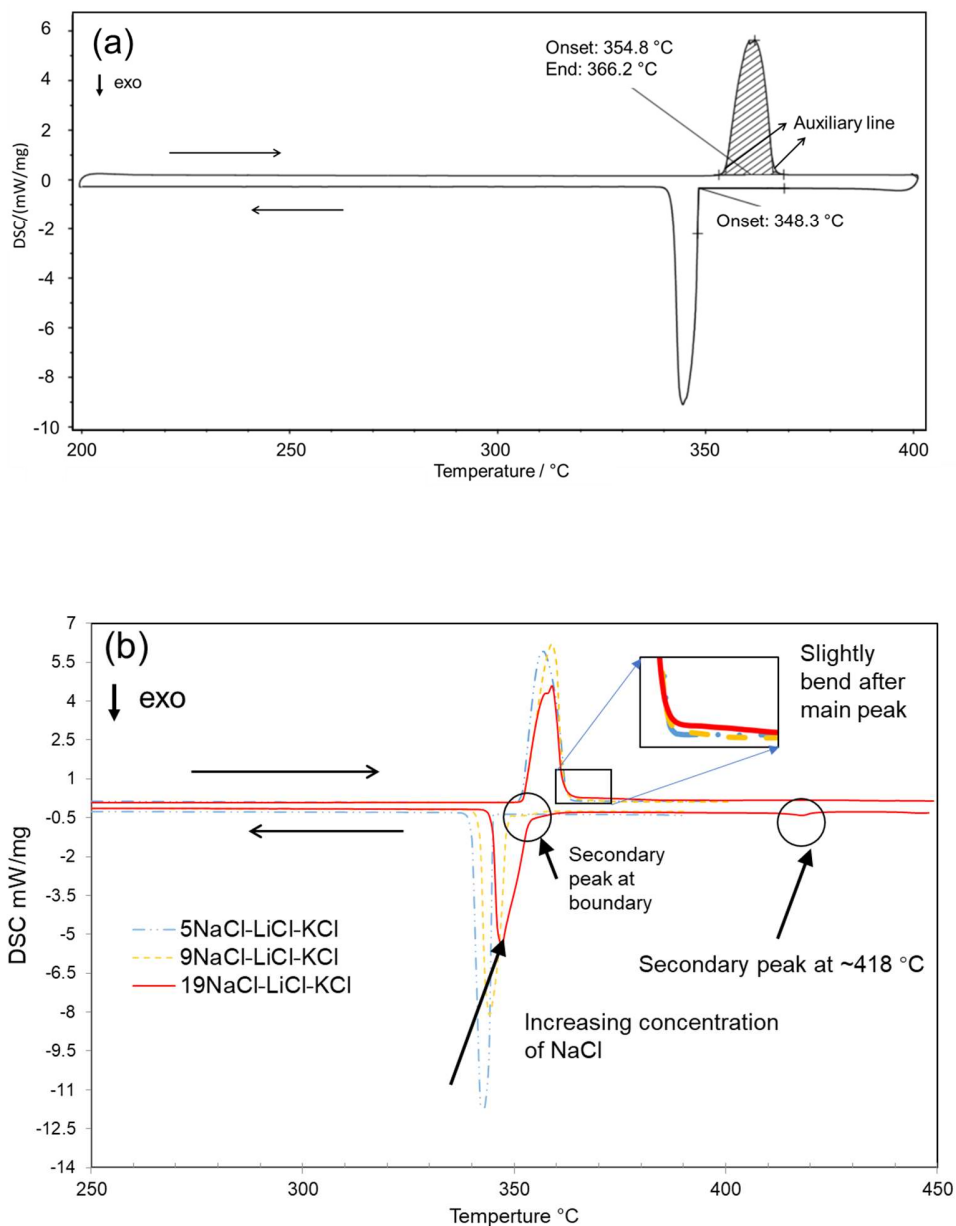 (a)
exo
6
4
2
0
-2
-4
-6
-8
-10
DSC/(mW/mg)
Onset: 354.8 °C
End: 366.2 °C
Auxiliary line
Onset: 348.3 °C
200
250
300
350
400
Temperature / °C
(b)
exo
7
5.5
4
2.5
1
-0.5
-2
-3.5
-5
-6.5
-8
-9.5
-11
-12.5
-14
DSC mW/mg
Slightly
bend after
main peak
Secondary
peak at
boundary
5NaCl-LiCl-KCl
9NaCl-LiCl-KCl
19NaCl-LiCl-KCl
Secondary peak at ~418 °C
Increasing concentration
of NaCl
250
300
350
400
450
Temperture °C